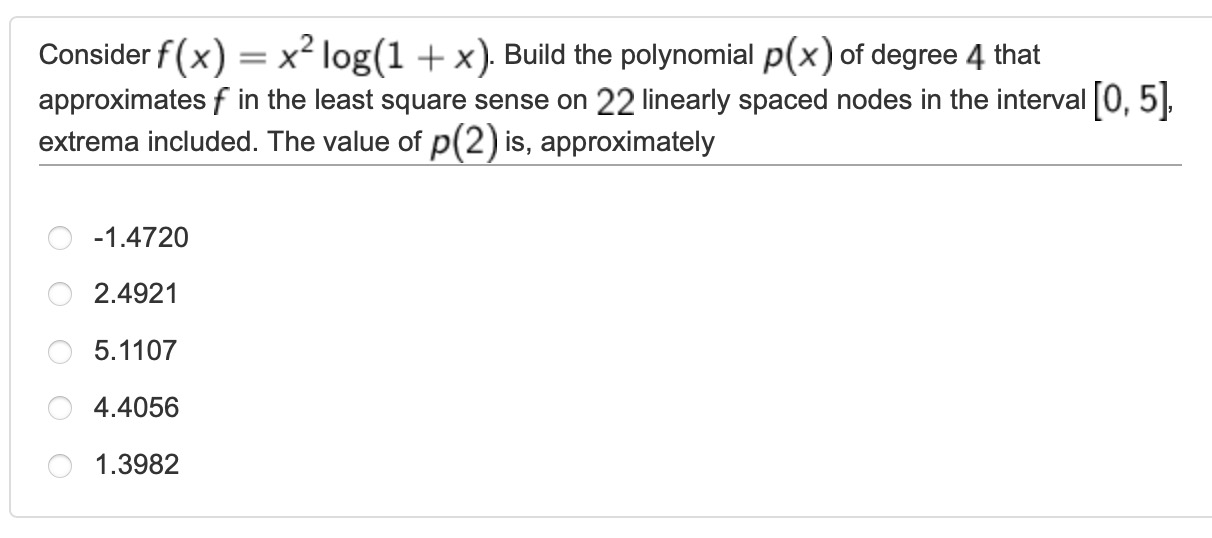 Consider f(x) = x² log(1 + x). Build the polynomial p(x) of degree 4 that
approximates f in the least square sense on 22 linearly spaced nodes in the interval [0, 5],
extrema included. The value of p(2) is, approximately
-1.4720
2.4921
5.1107
4.4056
1.3982